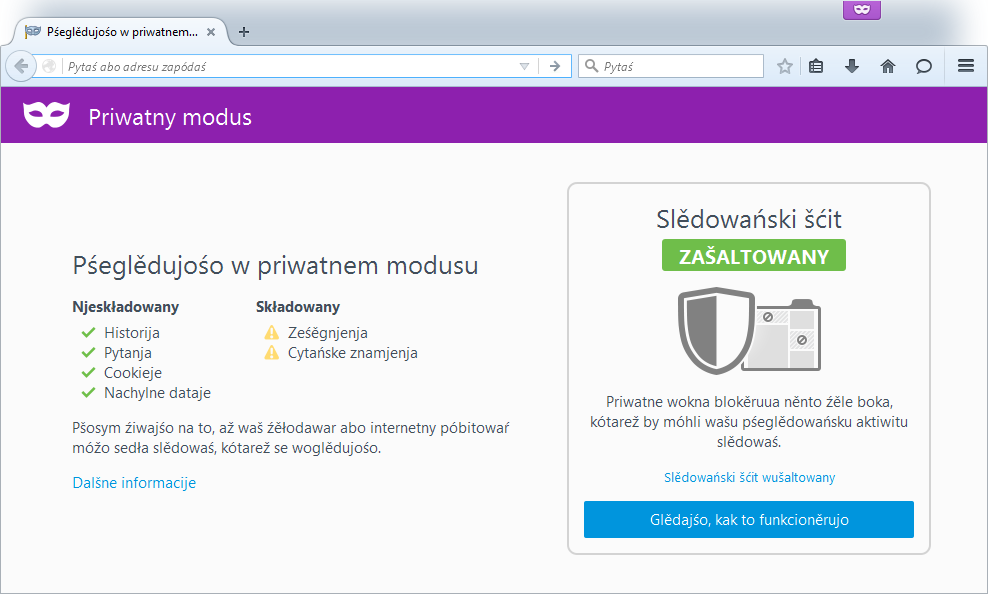 Pśeglědujośo w priwatnem...
Pytaś abo adresu zapódaś
Pytaś
Priwatny modus
Pśeglědujośo w priwatnem modusu
Njeskładowany
Historija
Pytanja
Cookieje
Nachylne dataje
Składowany
Ześěgnjenja
Cytańske znamjenja
Pšosym źiwajśo na to, až waš źěłodawaŕ abo internetny póbitowaŕ
móžo sedła slědowaś, kótarež se woglědujośo.
Dalšne informacije
Slědowański šćit
ZAŠALTOWANY
Priwatne wokna blokěruua něnto źěle boka,
kótarež by móhli wašu pśeglědowańsku aktiwitu
slědowaś.
Slědowański šćit wušaltowany
Glědajśo, kak to funkcioněrujo